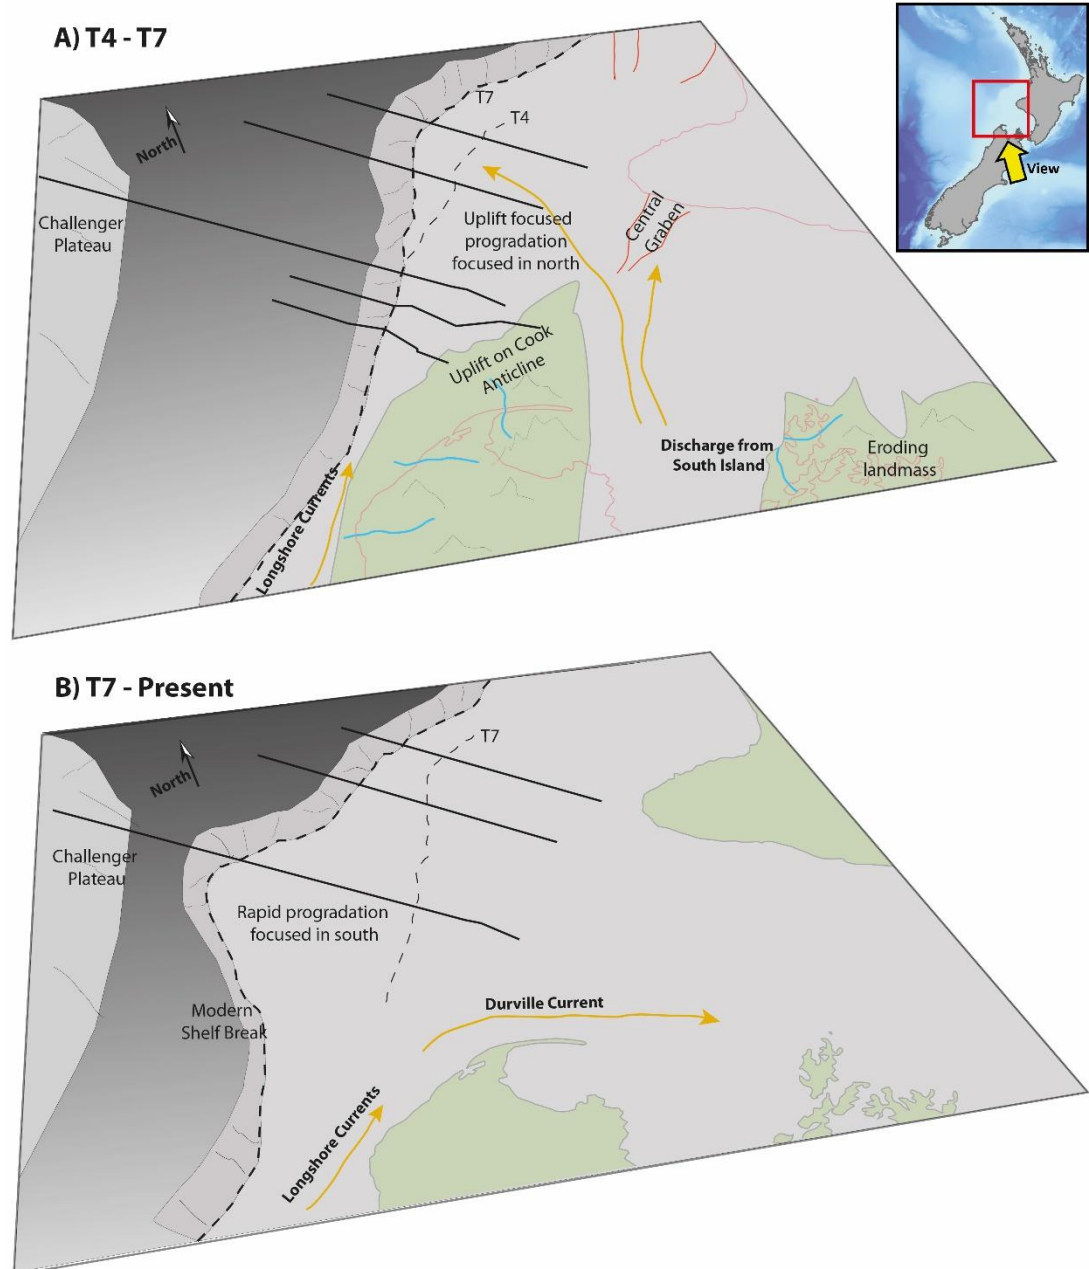 A) T4 - T7
T7
T4
North
View
Challenger
Plateau
Uplift focused
progradation
focused in north
Central
Graben
Uplift on Cook
Anticline
Discharge from
South Island
Eroding
landmass
Longshore Currents
B) T7 - Present
T7
North
Challenger
Plateau
Rapid progradation
focused in south
Modern
Shelf Break
Durville Current
Longshore Currents